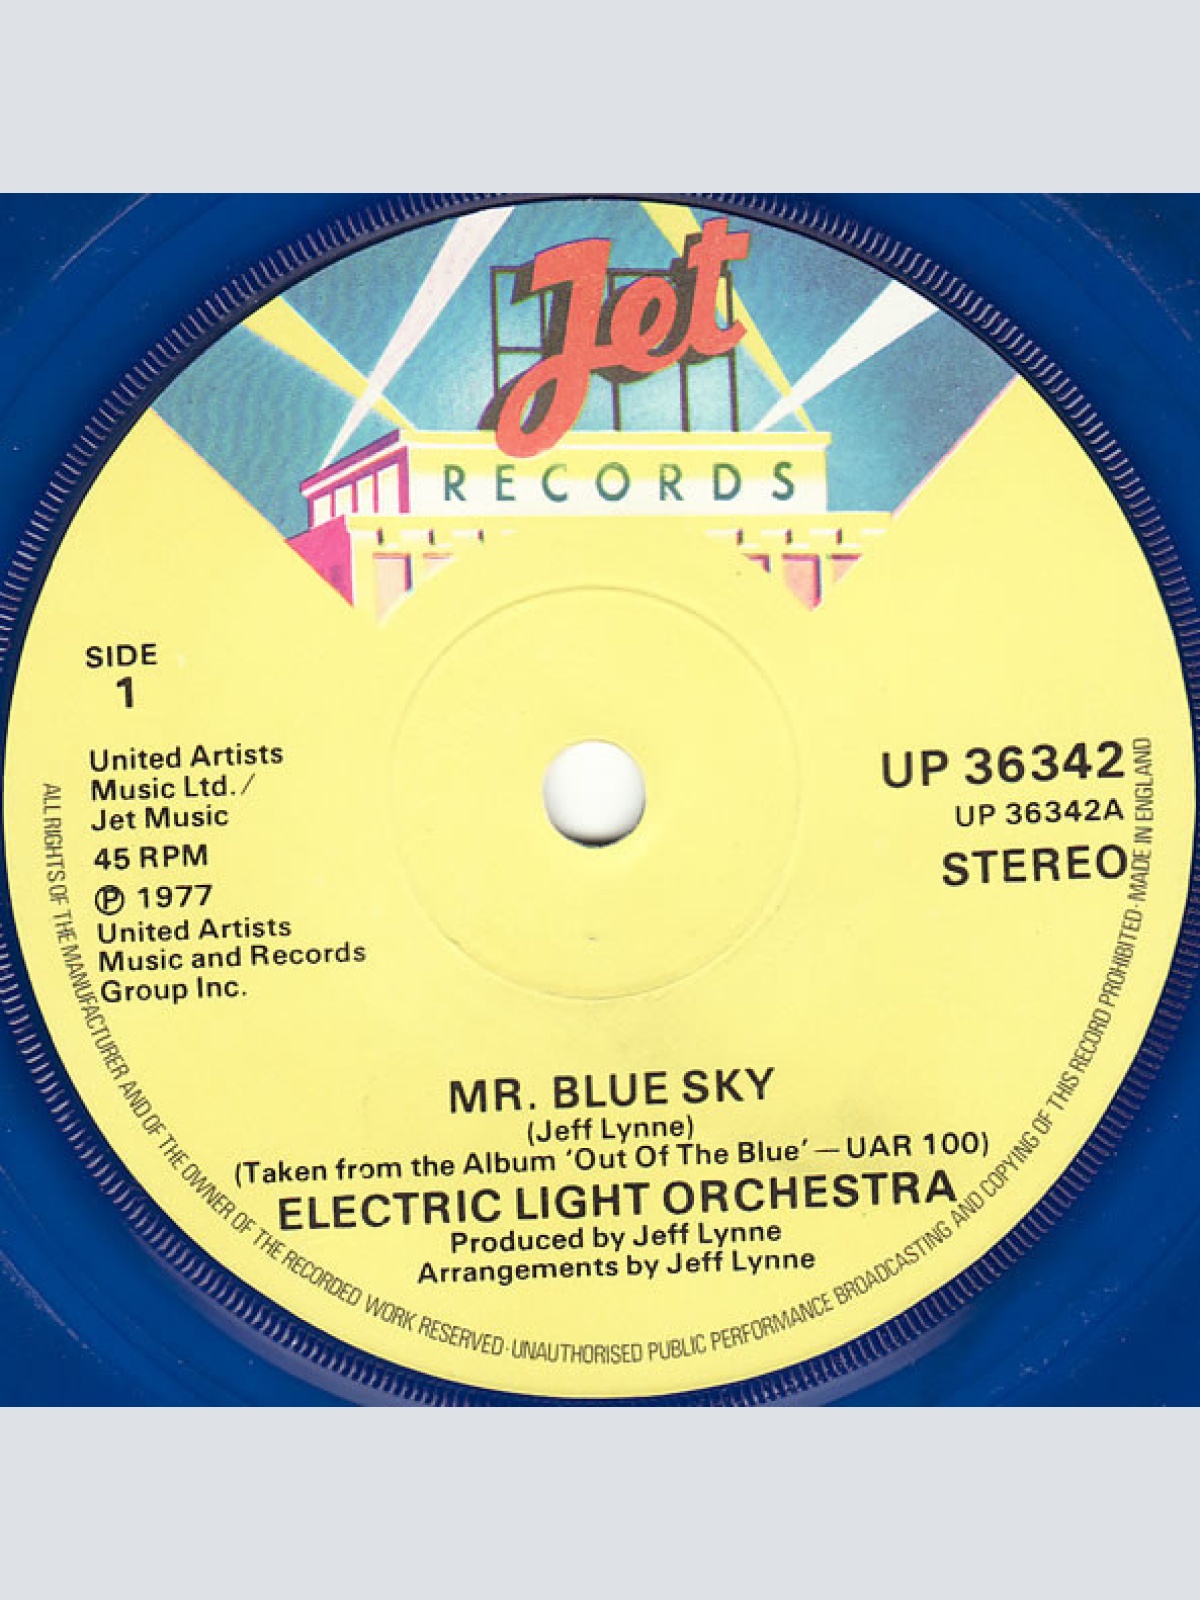 Jet
RECORDS
SIDE
1
United Artists
Music Ltd./
Jet Music
45 RPM
℗ 1977
United Artists
Music and Records
Group Inc.
UP 36342
UP 36342A
STEREO
MR. BLUE SKY
(Jeff Lynne)
(Taken from the Album ‘Out Of The Blue’ — UAR 100)
ELECTRIC LIGHT ORCHESTRA
Produced by Jeff Lynne
Arrangements by Jeff Lynne
ALL RIGHTS OF THE MANUFACTURER AND OF THE OWNER OF THE RECORDED WORK RESERVED · UNAUTHORISED PUBLIC PERFORMANCE BROADCASTING AND COPYING OF THIS RECORD PROHIBITED · MADE IN ENGLAND